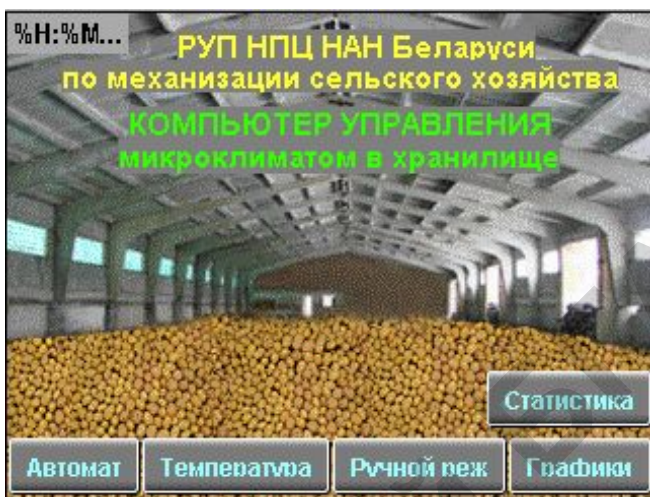 %H:%M...
РУП НПЦ НАН Беларуси
по механизации сельского хозяйства
КОМПЬЮТЕР УПРАВЛЕНИЯ
микроклиматом в хранилище
Статистика
Автомат Температура Ручной реж Графики